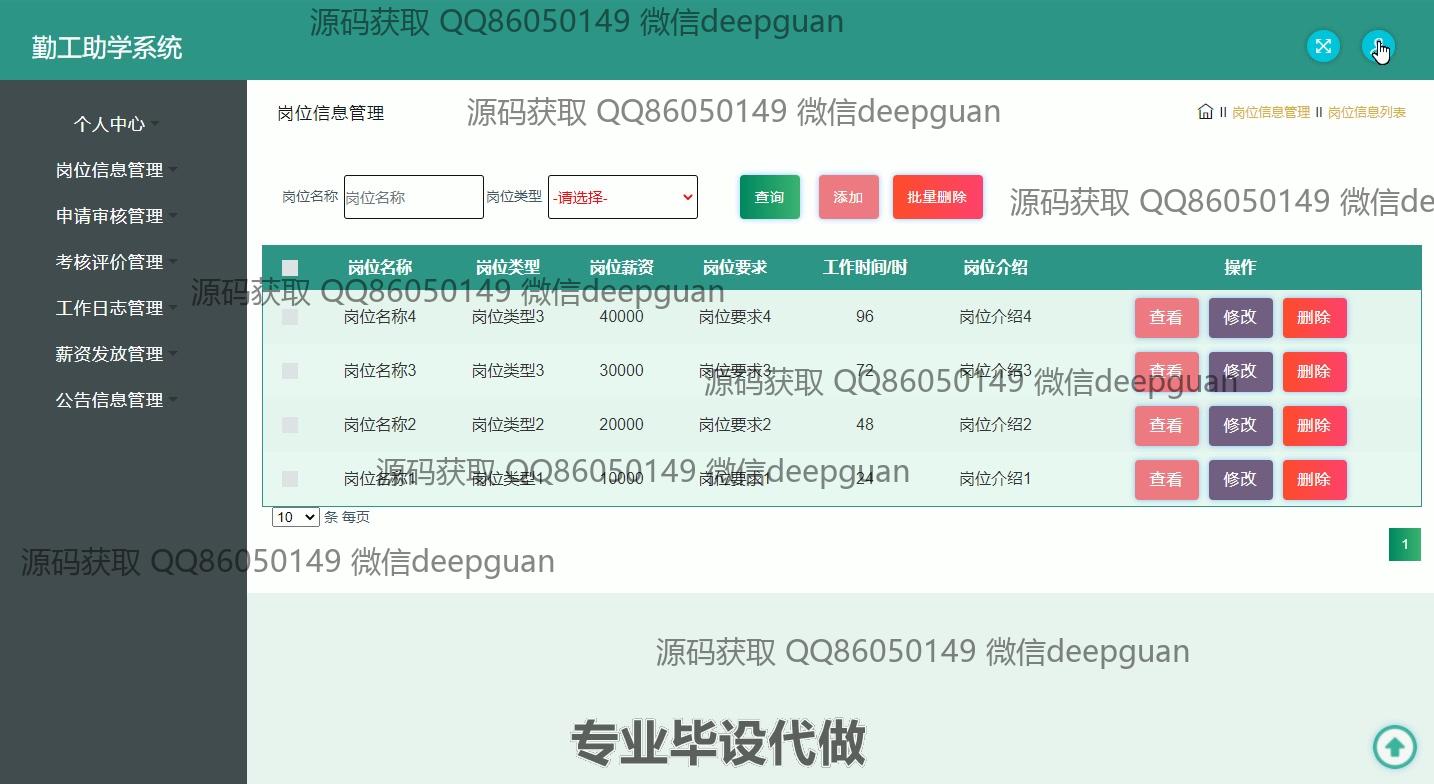 源码获取 QQ86050149 微信deepguan
勤工助学系统
个人中心
岗位信息管理
申请审核管理
考核评价管理
工作日志管理
薪资发放管理
公告信息管理
岗位信息管理
源码获取 QQ86050149 微信deepguan
岗位信息管理 岗位信息列表
岗位名称 岗位名称 岗位类型 -请选择- 查询 添加 批量删除
源码获取 QQ86050149 微信de
岗位名称 岗位类型 岗位薪资 岗位要求 工作时间/时 岗位介绍 操作
源码获取 QQ86050149 微信deepguan
岗位名称4 岗位类型3 40000 岗位要求4 96 岗位介绍4 查看 修改 删除
岗位名称3 岗位类型3 30000 岗位要求3 72 岗位介绍3 查看 修改 删除
源码获取 QQ86050149 微信deepguan
岗位名称2 岗位类型2 20000 岗位要求2 48 岗位介绍2 查看 修改 删除
源码获取 QQ86050149 微信deepguan
岗位名称1 岗位类型1 10000 岗位要求1 24 岗位介绍1 查看 修改 删除
10 条 每页
1
源码获取 QQ86050149 微信deepguan
源码获取 QQ86050149 微信deepguan
专业毕设代做